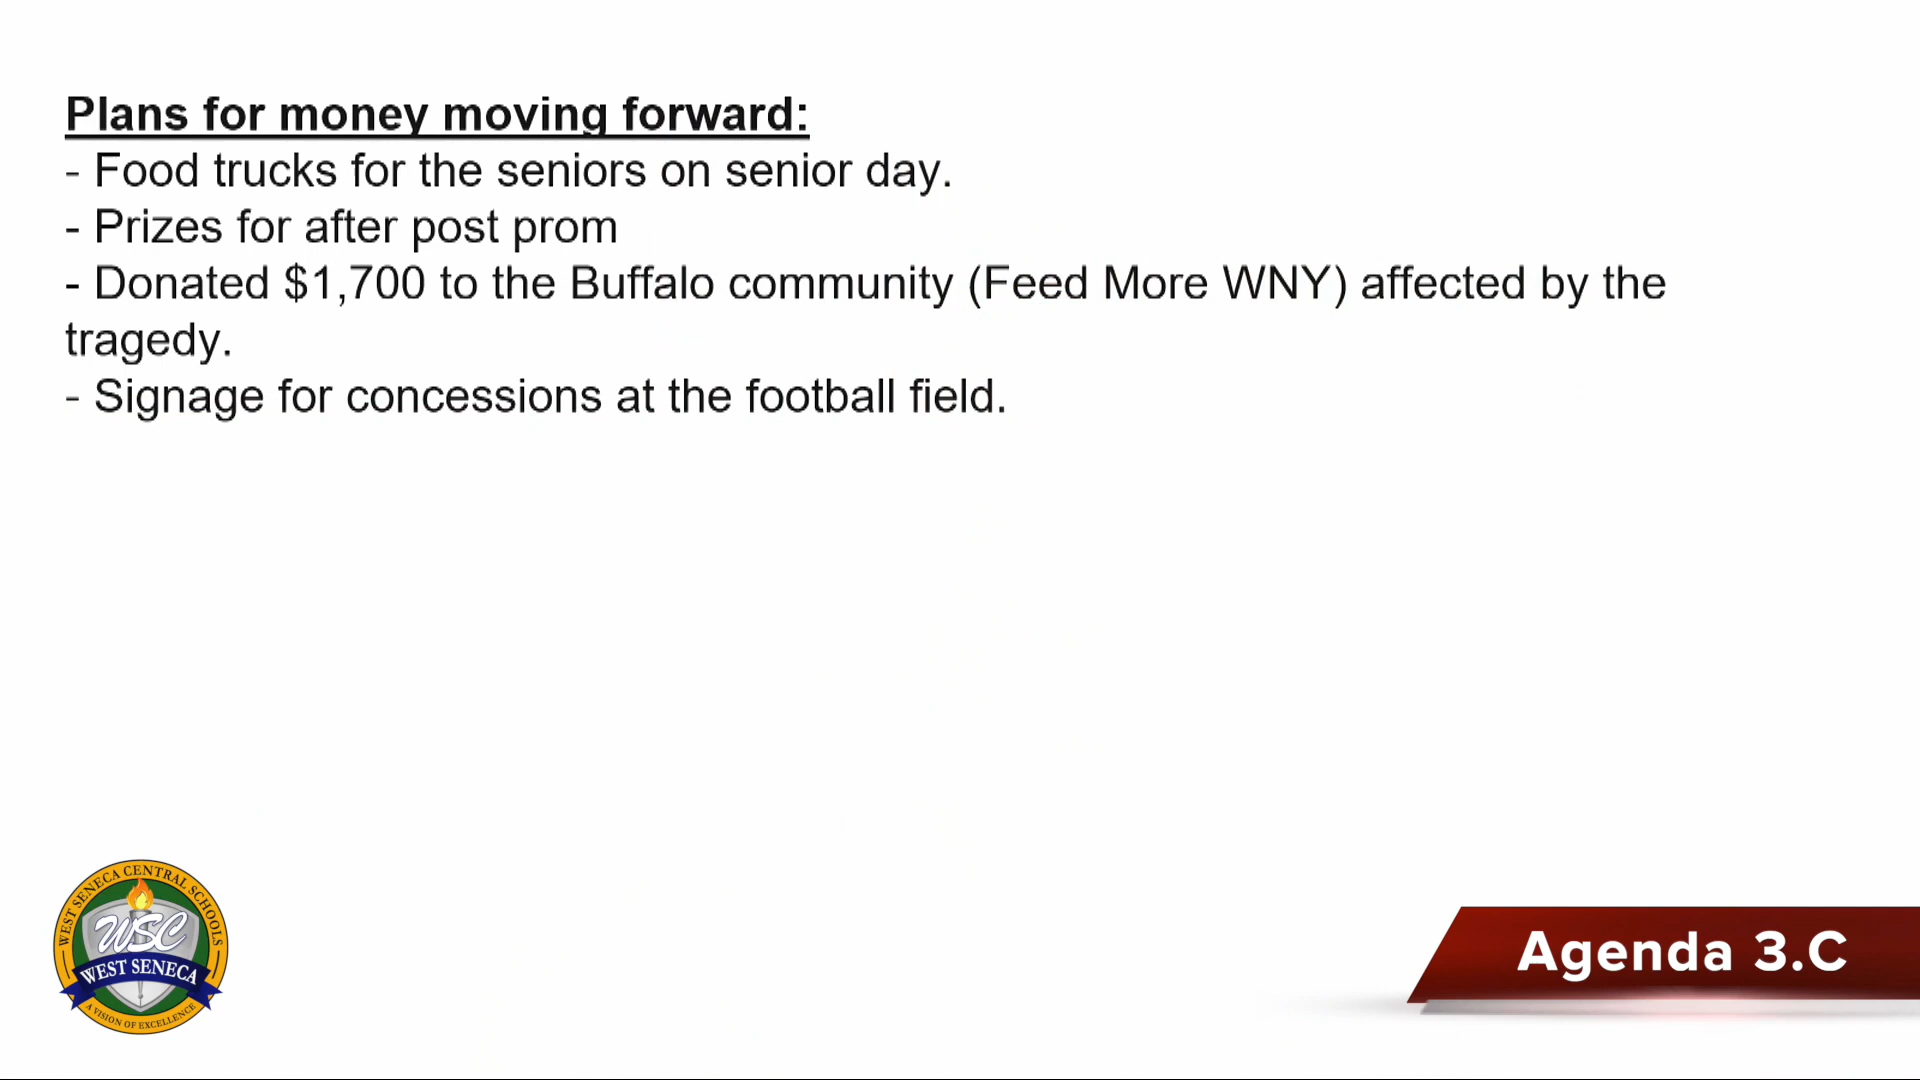 Plans for money moving forward:
- Food trucks for the seniors on senior day.
- Prizes for after post prom
- Donated $1,700 to the Buffalo community (Feed More WNY) affected by the
tragedy.
- Signage for concessions at the football field.
WEST SENECA CENTRAL SCHOOLS
WSC
WEST SENECA
A VISION OF EXCELLENCE
Agenda 3.C